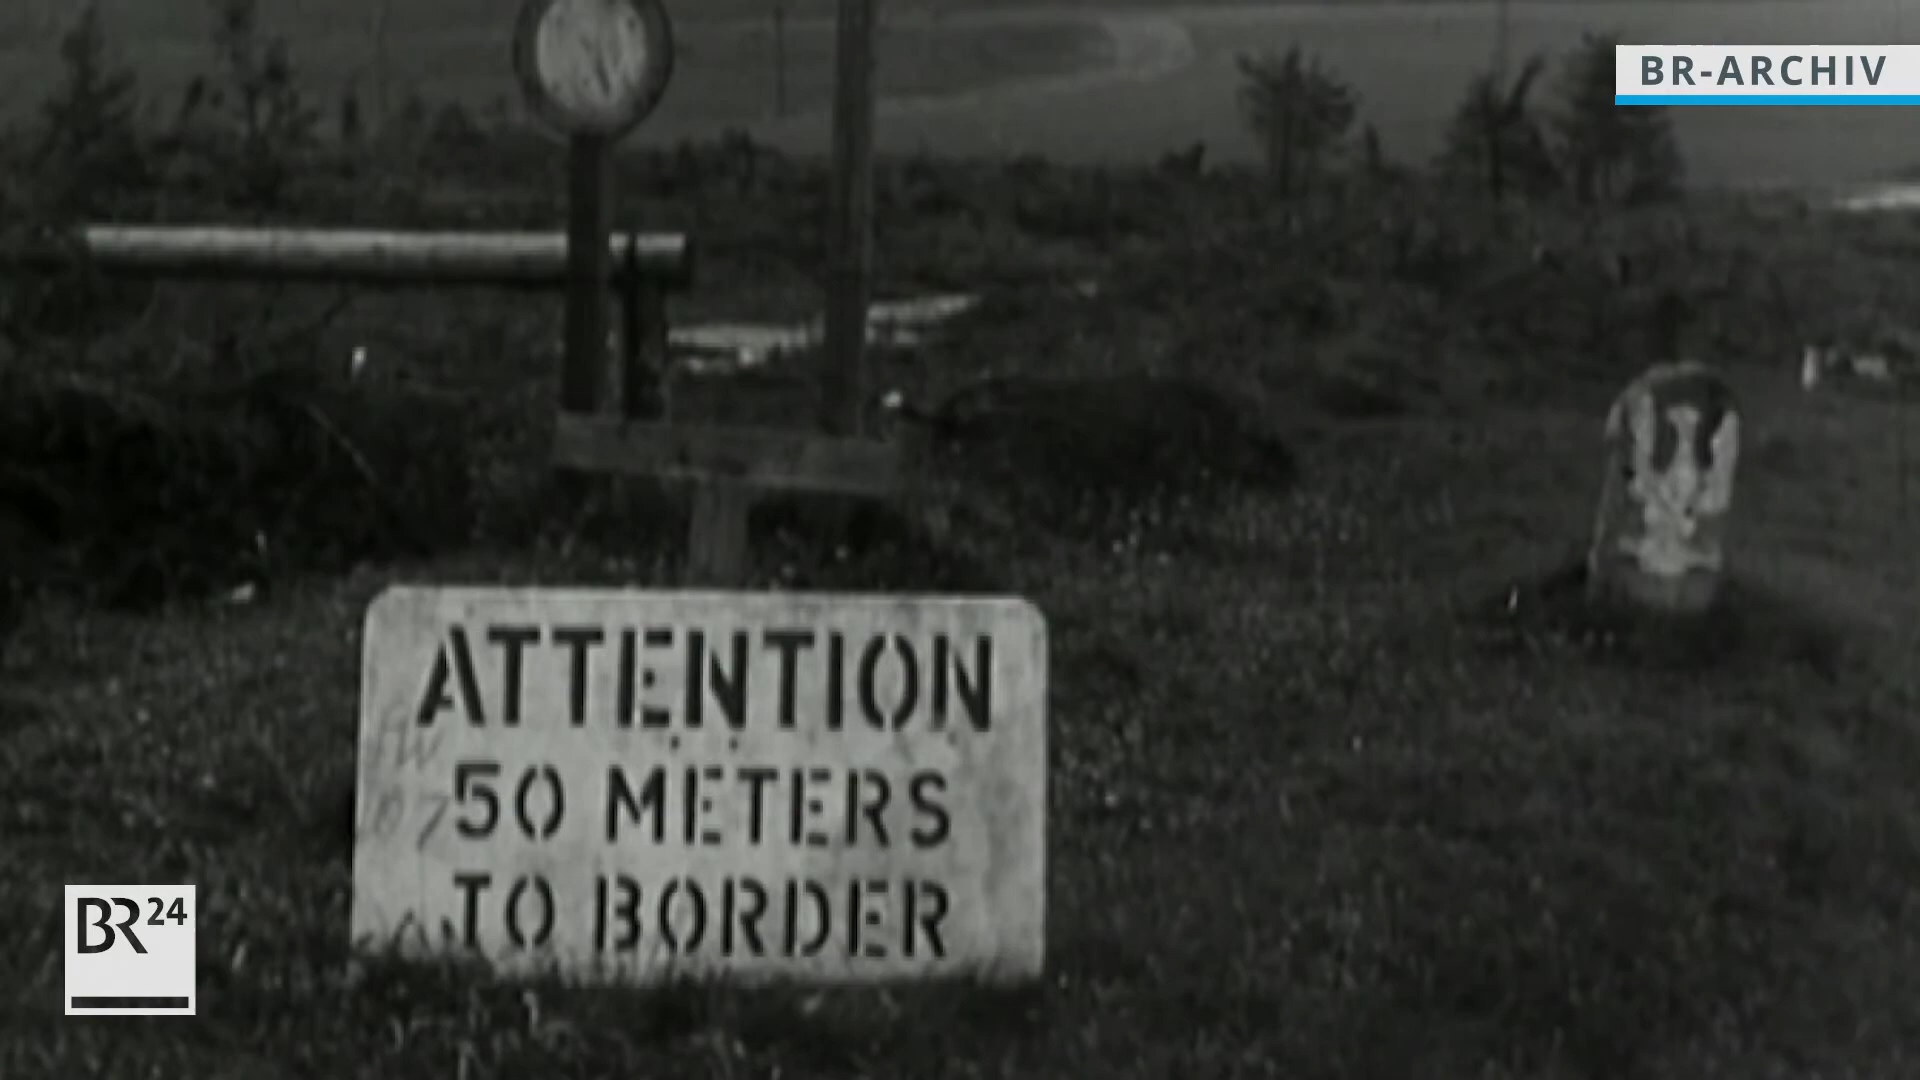 BR-ARCHIV
ATTENTION
50 METERS
TO BORDER
BR24